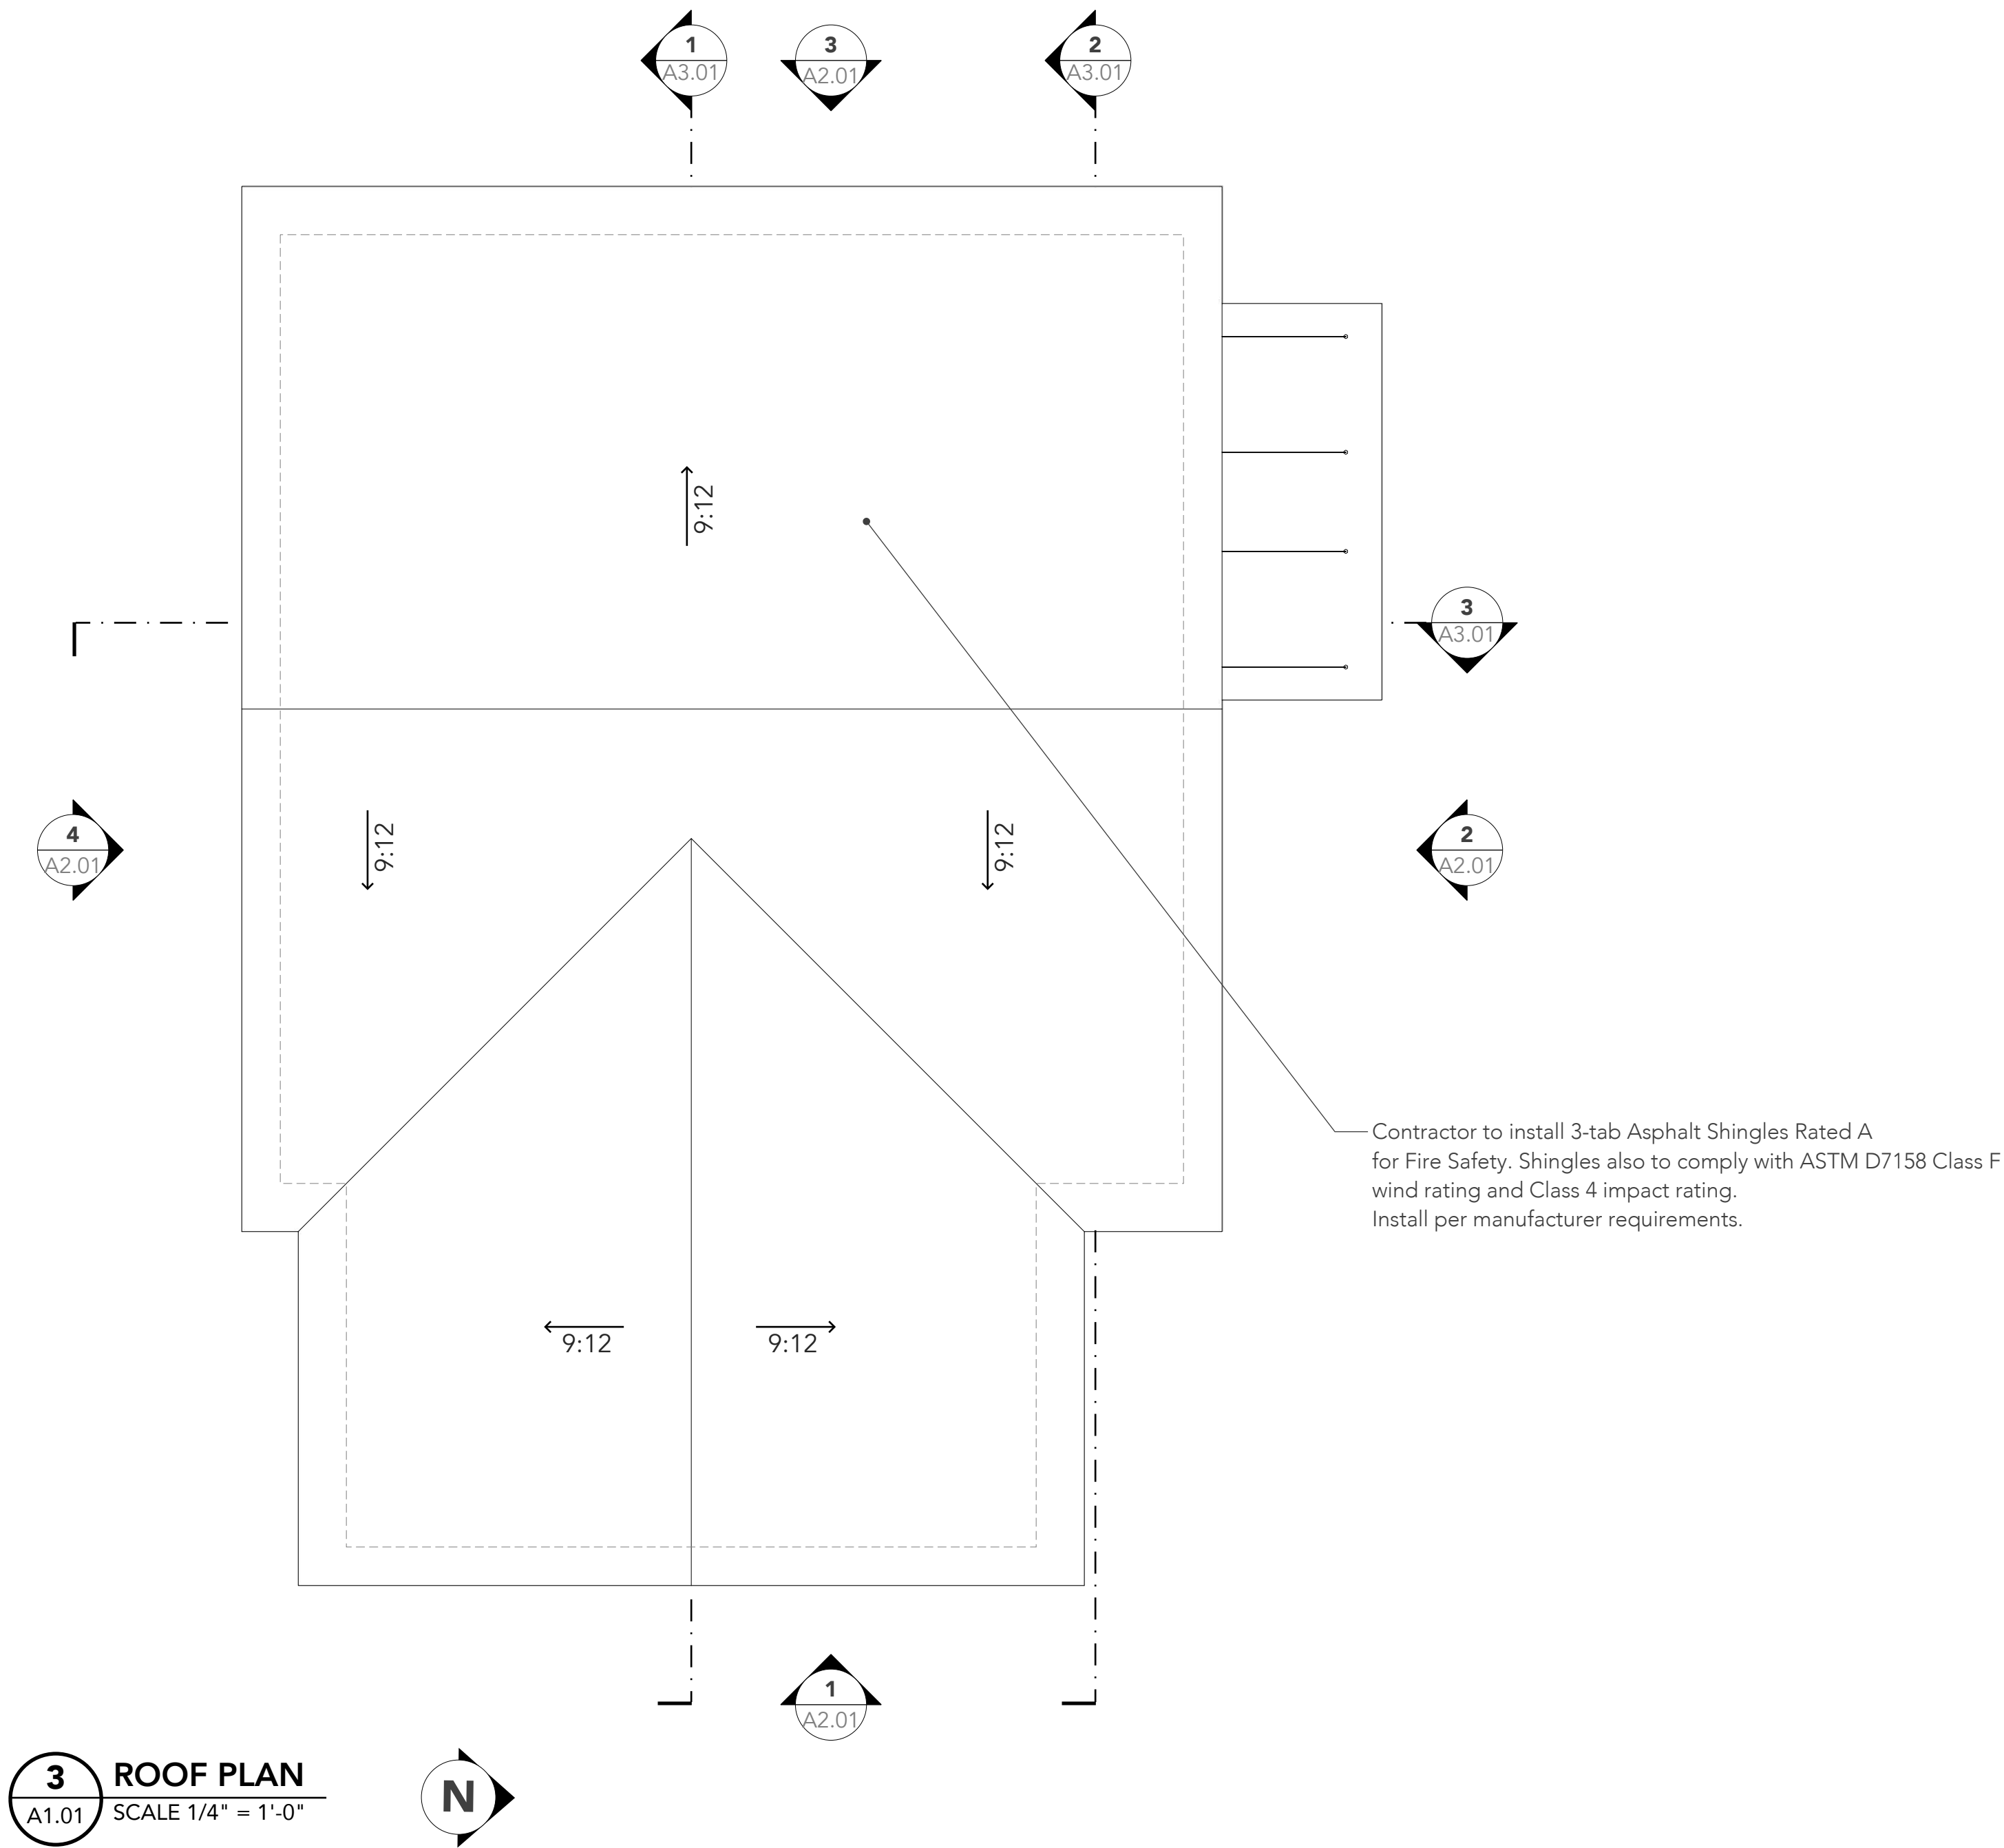 1
A3.01
3
A2.01
2
A3.01
9:12
3
A3.01
4
A2.01
9:12
9:12
2
A2.01
Contractor to install 3-tab Asphalt Shingles Rated A
for Fire Safety. Shingles also to comply with ASTM D7158 Class F
wind rating and Class 4 impact rating.
Install per manufacturer requirements.
9:12
9:12
1
A2.01
3
A1.01
ROOF PLAN
SCALE 1/4" = 1'-0"
N